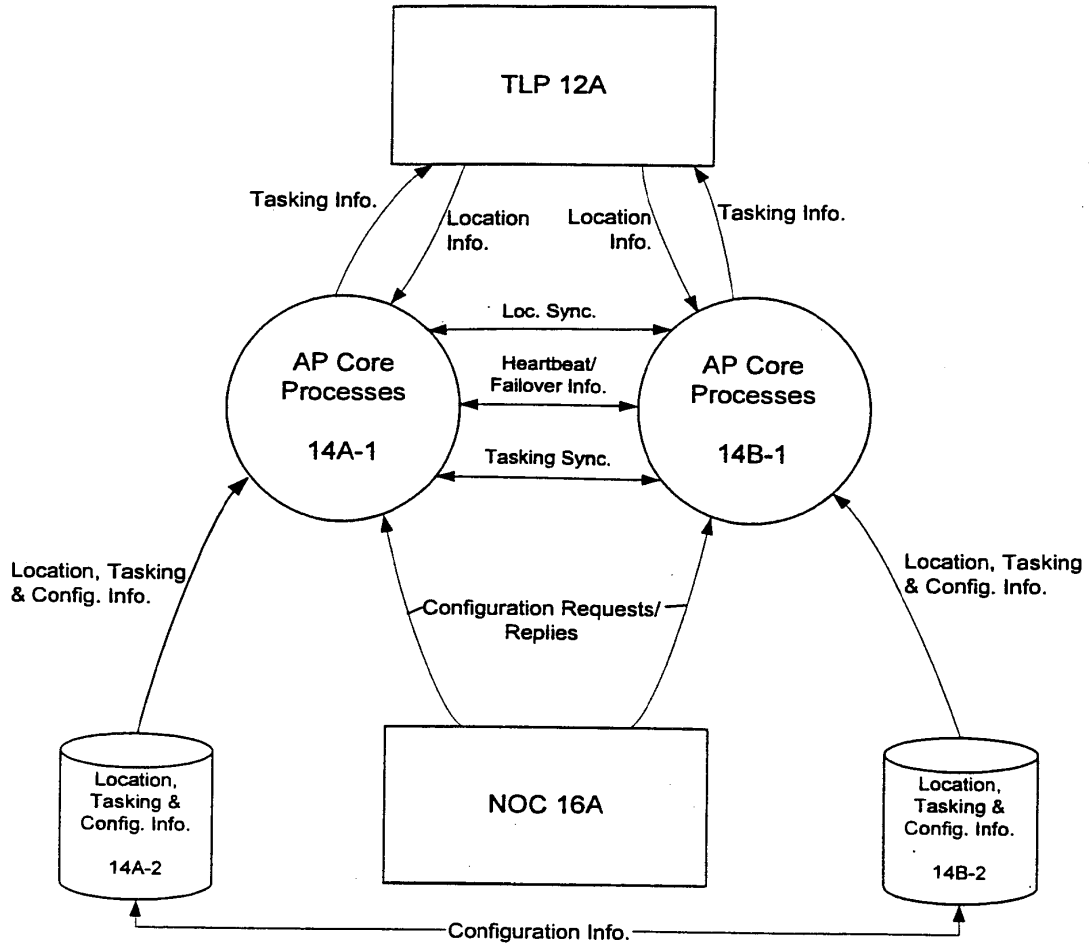 TLP 12A
Tasking Info.
Location
Info.
Location
Info.
Tasking Info.
Loc. Sync.
AP Core
Processes
14A-1
Heartbeat/
Failover Info.
AP Core
Processes
14B-1
Tasking Sync.
Location, Tasking
& Config. Info.
Location, Tasking
& Config. Info.
Configuration Requests/
Replies
Location,
Tasking &
Config. Info.
14A-2
NOC 16A
Location,
Tasking &
Config. Info.
14B-2
Configuration Info.